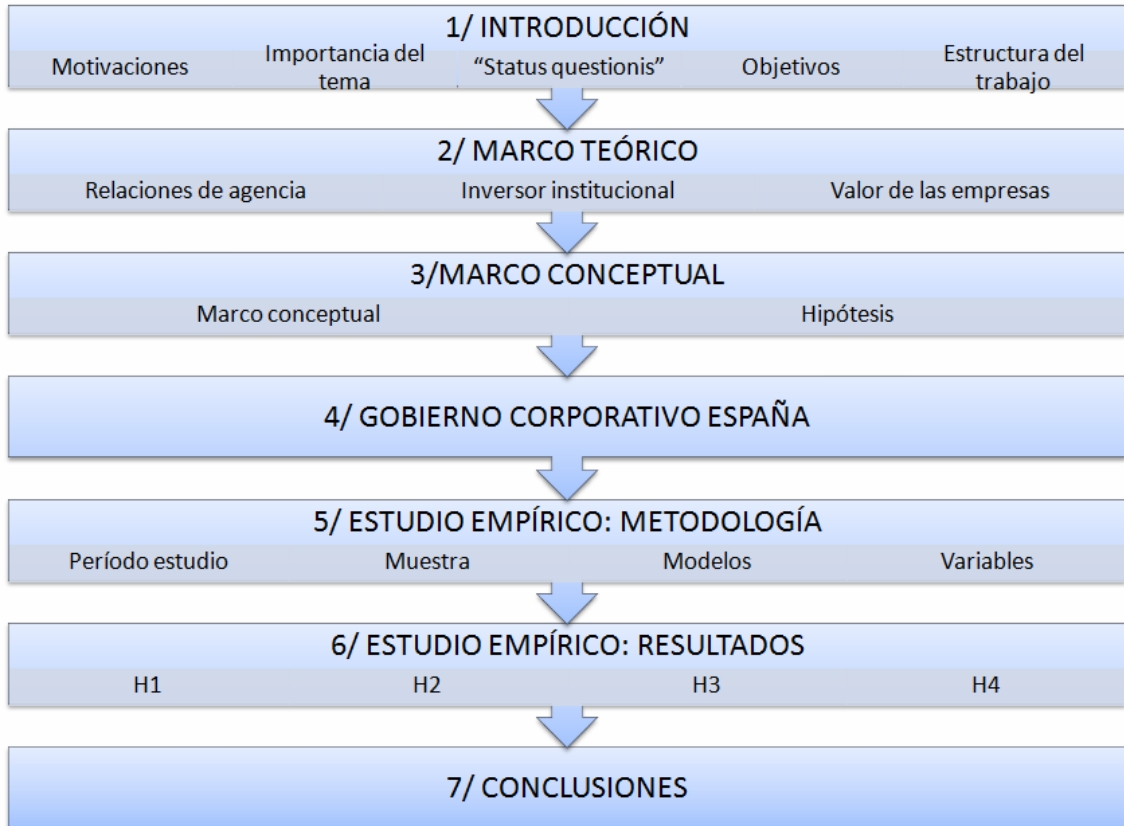 1/ INTRODUCCIÓN
Motivaciones
Importancia del
tema
“Status questionis”
Objetivos
Estructura del
trabajo
2/ MARCO TEÓRICO
Relaciones de agencia
Inversor institucional
Valor de las empresas
3/MARCO CONCEPTUAL
Marco conceptual
Hipótesis
4/ GOBIERNO CORPORATIVO ESPAÑA
5/ ESTUDIO EMPÍRICO: METODOLOGÍA
Período estudio
Muestra
Modelos
Variables
6/ ESTUDIO EMPÍRICO: RESULTADOS
H1
H2
H3
H4
7/ CONCLUSIONES